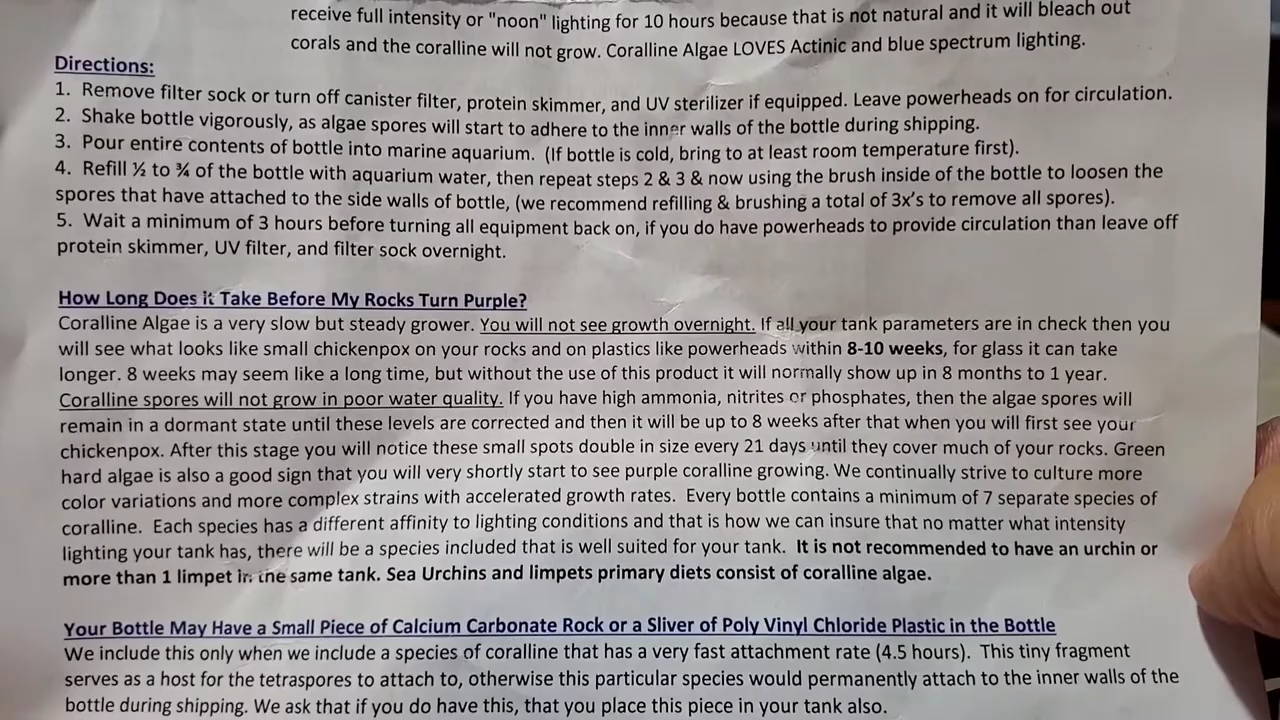 receive full intensity or "noon" lighting for 10 hours because that is not natural and it will bleach out
corals and the coralline will not grow. Coralline Algae LOVES Actinic and blue spectrum lighting.
Directions:
1. Remove filter sock or turn off canister filter, protein skimmer, and UV sterilizer if equipped. Leave powerheads on for circulation.
2. Shake bottle vigorously, as algae spores will start to adhere to the inner walls of the bottle during shipping.
3. Pour entire contents of bottle into marine aquarium. (If bottle is cold, bring to at least room temperature first).
4. Refill ½ to ¾ of the bottle with aquarium water, then repeat steps 2 & 3 & now using the brush inside of the bottle to loosen the
spores that have attached to the side walls of bottle, (we recommend refilling & brushing a total of 3x's to remove all spores).
5. Wait a minimum of 3 hours before turning all equipment back on, if you do have powerheads to provide circulation than leave off
protein skimmer, UV filter, and filter sock overnight.
How Long Does it Take Before My Rocks Turn Purple?
Coralline Algae is a very slow but steady grower. You will not see growth overnight. If all your tank parameters are in check then you
will see what looks like small chickenpox on your rocks and on plastics like powerheads within 8-10 weeks, for glass it can take
longer. 8 weeks may seem like a long time, but without the use of this product it will normally show up in 8 months to 1 year.
Coralline spores will not grow in poor water quality. If you have high ammonia, nitrites or phosphates, then the algae spores will
remain in a dormant state until these levels are corrected and then it will be up to 8 weeks after that when you will first see your
chickenpox. After this stage you will notice these small spots double in size every 21 days until they cover much of your rocks. Green
hard algae is also a good sign that you will very shortly start to see purple coralline growing. We continually strive to culture more
color variations and more complex strains with accelerated growth rates. Every bottle contains a minimum of 7 separate species of
coralline. Each species has a different affinity to lighting conditions and that is how we can insure that no matter what intensity
lighting your tank has, there will be a species included that is well suited for your tank. It is not recommended to have an urchin or
more than 1 limpet in the same tank. Sea Urchins and limpets primary diets consist of coralline algae.
Your Bottle May Have a Small Piece of Calcium Carbonate Rock or a Sliver of Poly Vinyl Chloride Plastic in the Bottle
We include this only when we include a species of coralline that has a very fast attachment rate (4.5 hours). This tiny fragment
serves as a host for the tetraspores to attach to, otherwise this particular species would permanently attach to the inner walls of the
bottle during shipping. We ask that if you do have this, that you place this piece in your tank also.